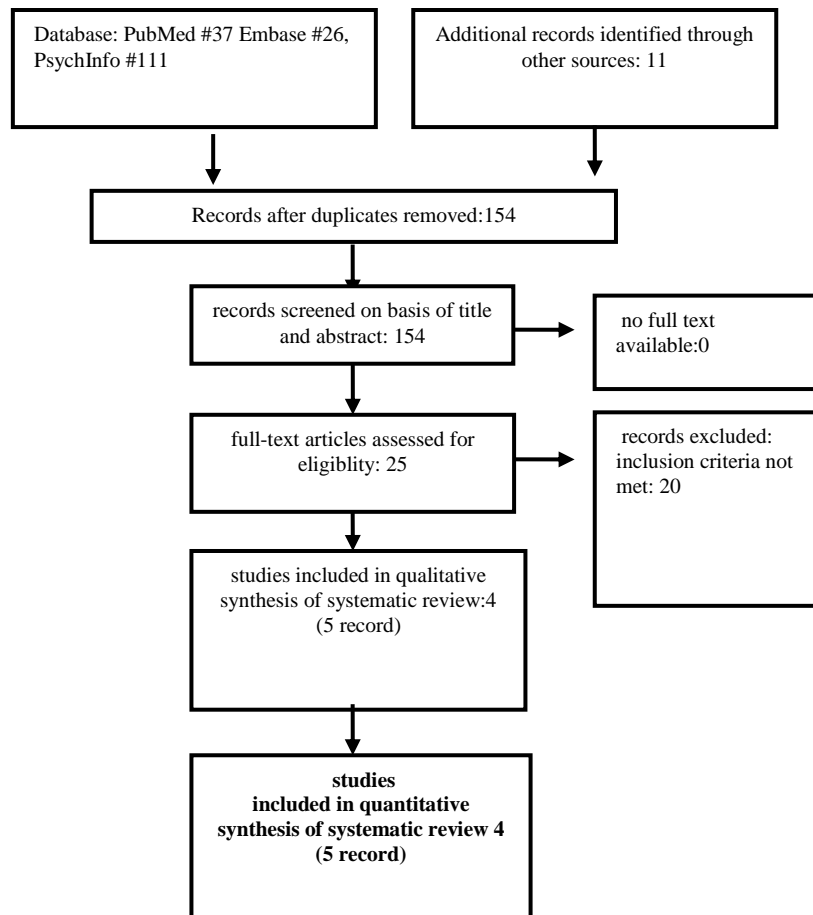 Database: PubMed #37 Embase #26,
PsychInfo #111
Additional records identified through
other sources: 11
Records after duplicates removed:154
records screened on basis of title
and abstract: 154
no full text
available:0
full-text articles assessed for
eligiblity: 25
records excluded:
inclusion criteria not
met: 20
studies included in qualitative
synthesis of systematic review:4
(5 record)
studies
included in quantitative
synthesis of systematic review 4
(5 record)